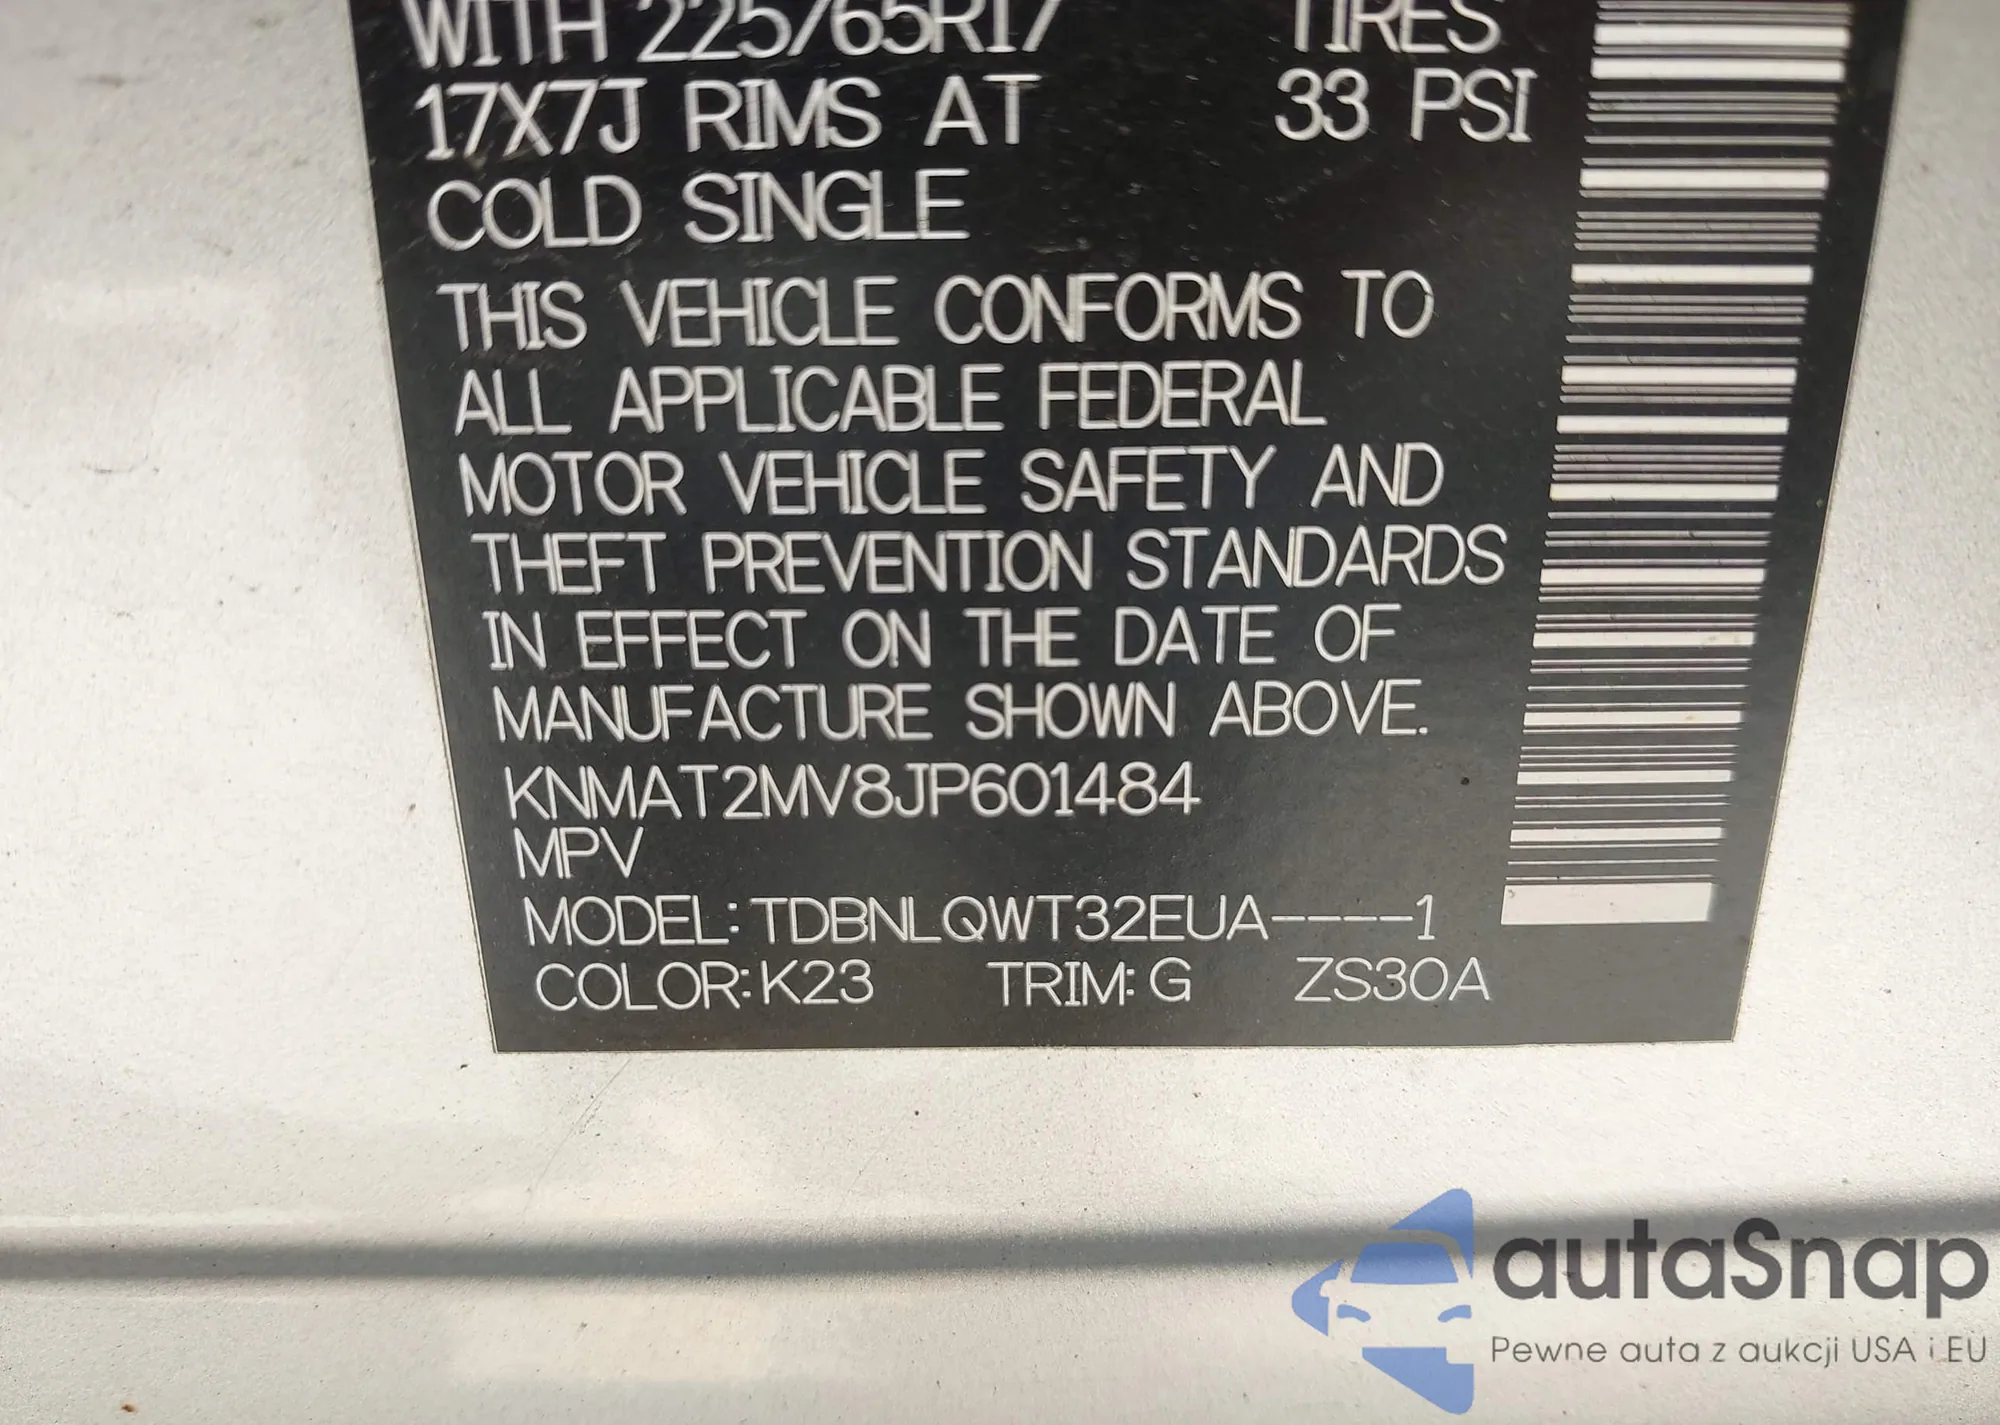 WITH 225/65R17 TIRES
17X7J RIMS AT 33 PSI
COLD SINGLE
THIS VEHICLE CONFORMS TO
ALL APPLICABLE FEDERAL
MOTOR VEHICLE SAFETY AND
THEFT PREVENTION STANDARDS
IN EFFECT ON THE DATE OF
MANUFACTURE SHOWN ABOVE.
KNMAT2MV8JP601484
MPV
MODEL:TDBNLQWT32EUA----1
COLOR:K23 TRIM:G ZS30A
autaSnap
Pewne auta z aukcji USA i EU